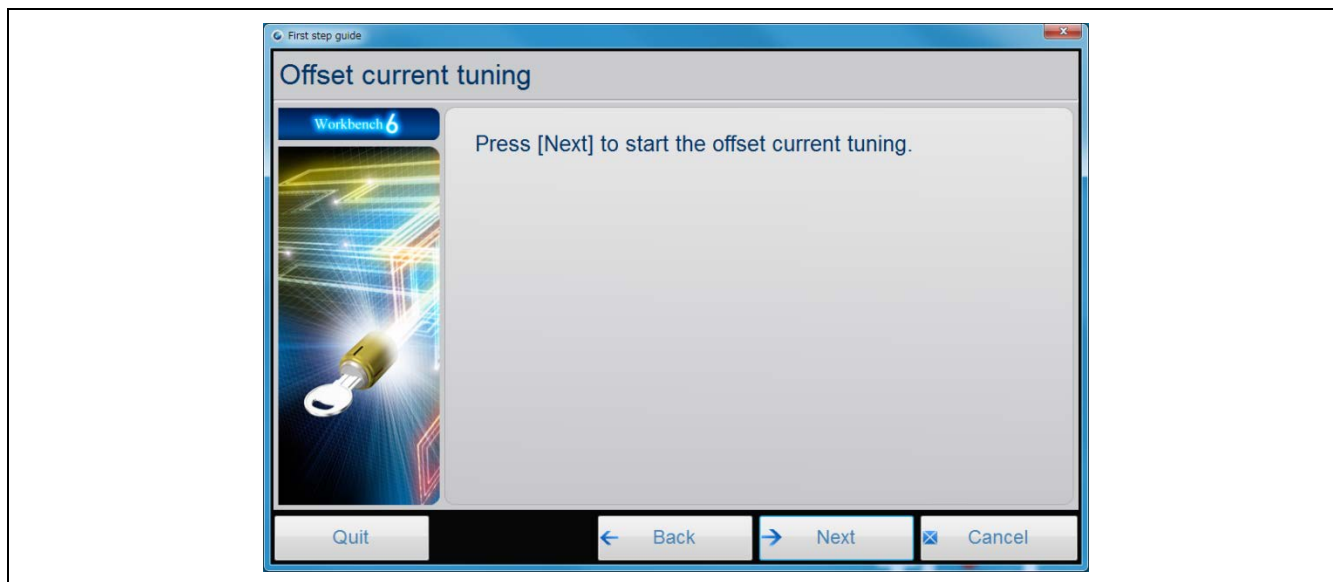 First step guide
Offset current tuning
Workbench 6
Press [Next] to start the offset current tuning.
Quit
Back
Next
Cancel